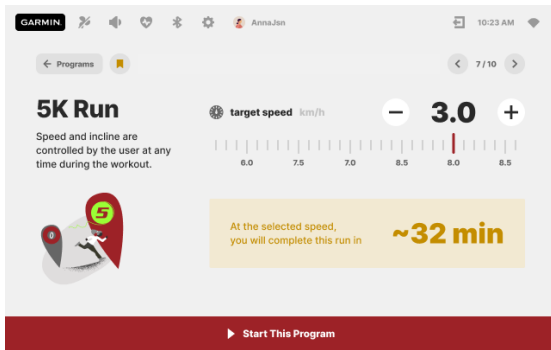 GARMIN.
AnnaJsn
10:23 AM
Programs
7/10
5K Run
Speed and incline are
controlled by the user at any
time during the workout.
target speed km/h
3.0
6.0 7.5 7.0 8.5 8.0 8.5
0
5
At the selected speed,
you will complete this run in
~32 min
Start This Program